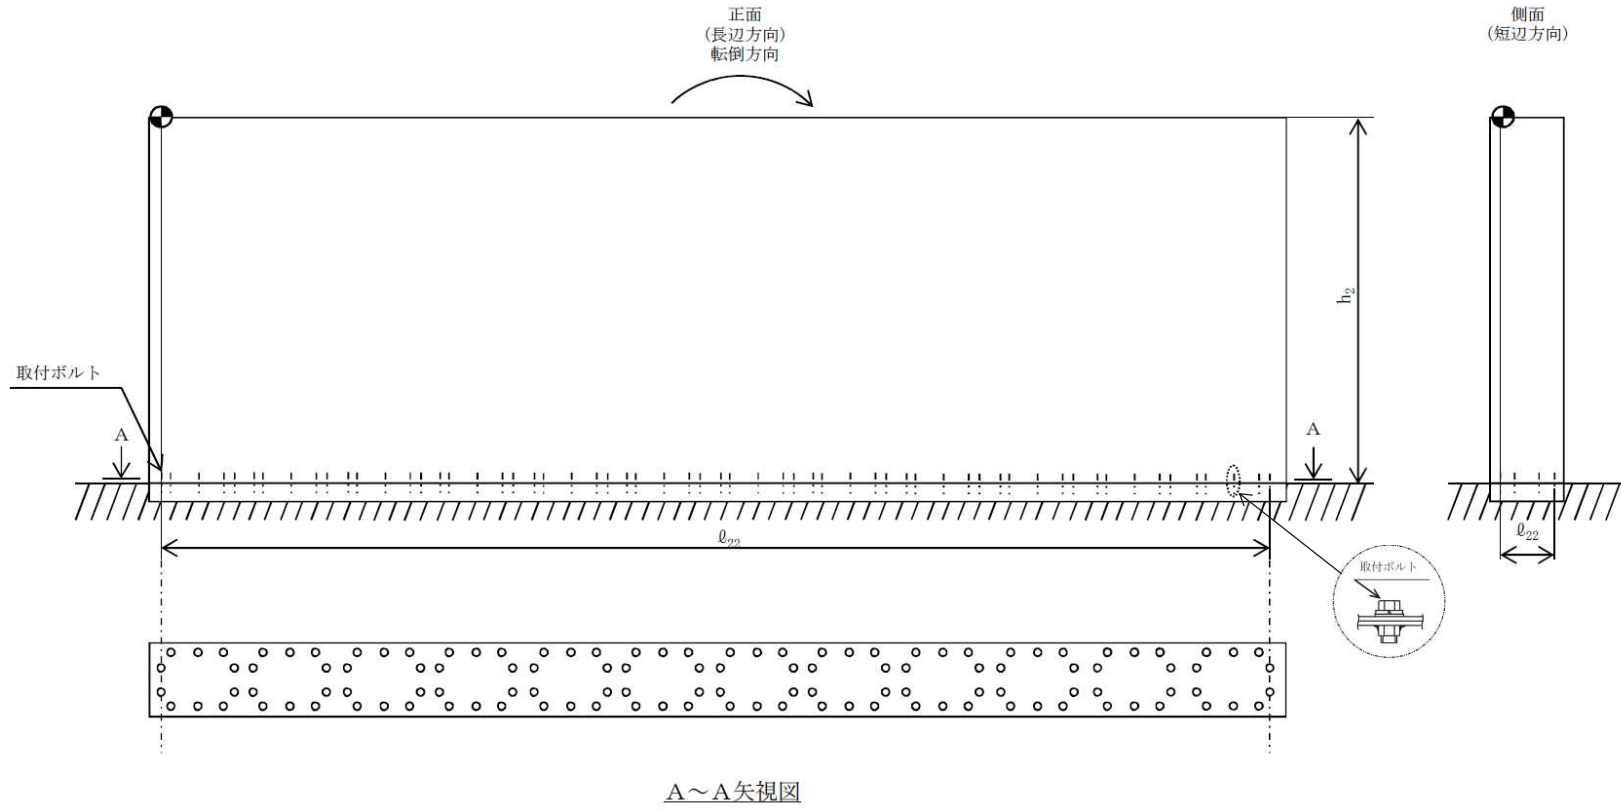 正面
(長辺方向)
転倒方向
側面
(短辺方向)
h₂
取付ボルト
A
A
ℓ₂₂
ℓ₂₂
取付ボルト
A~A矢視図